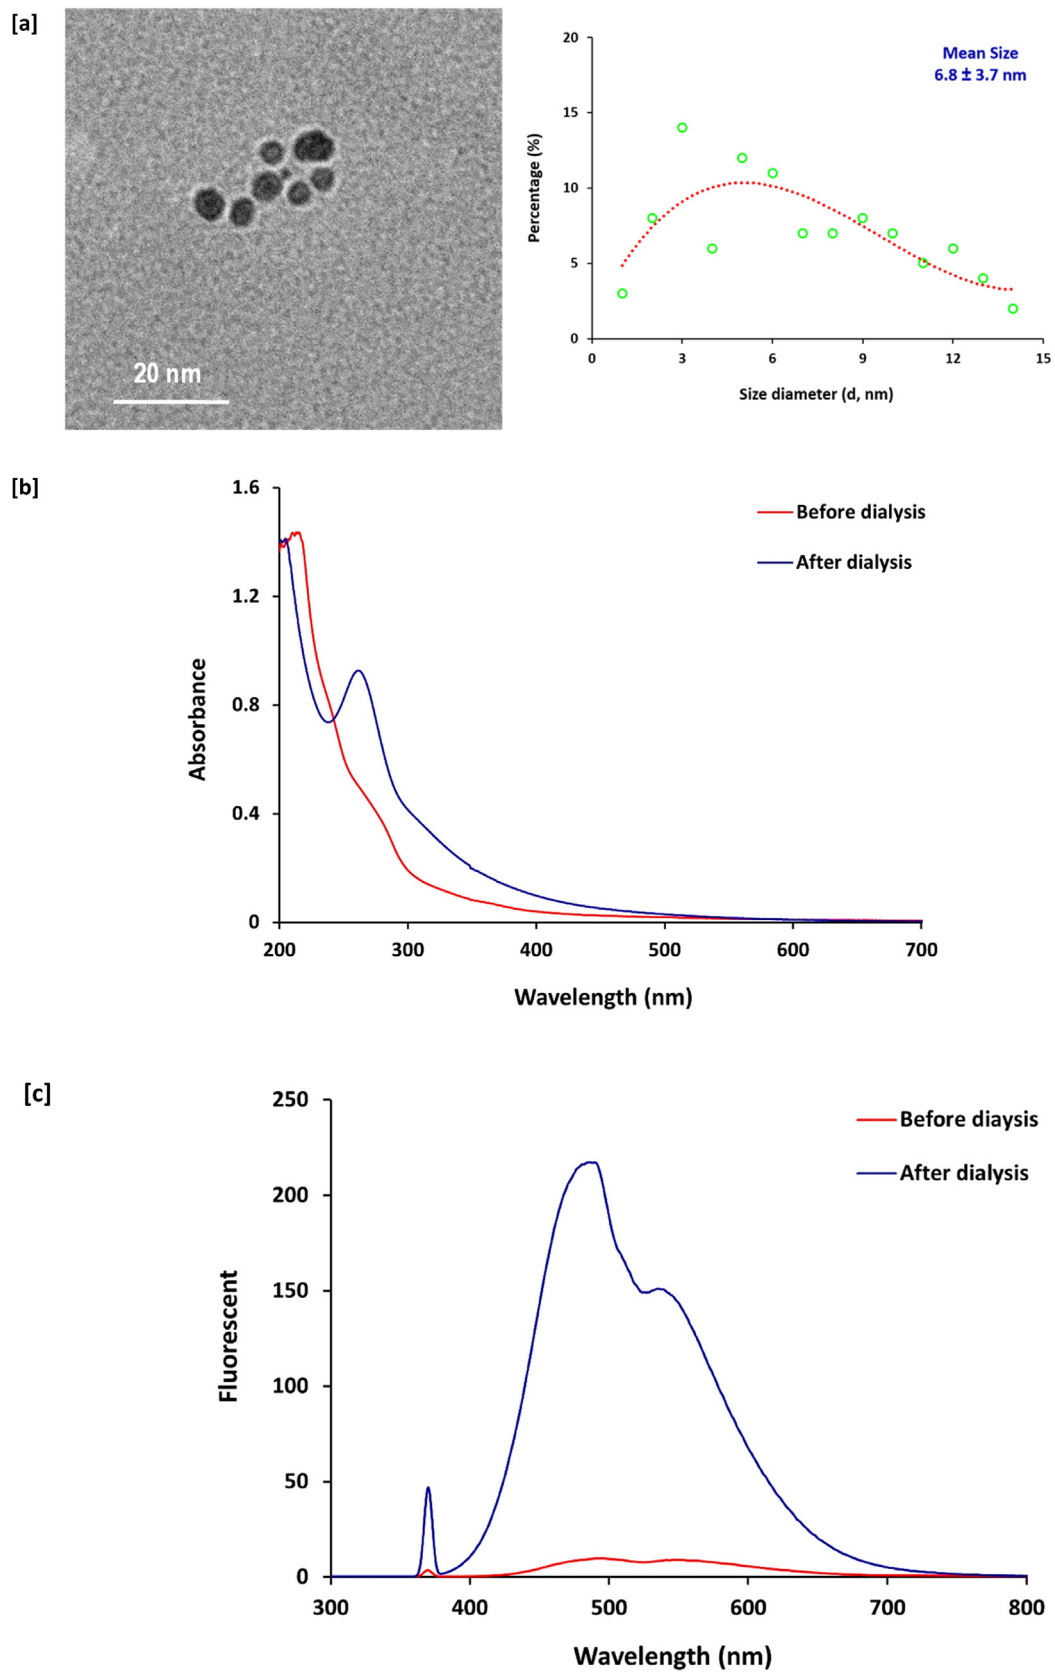 [a]
20 nm
20
15
10
5
0
Percentage (%)
Mean Size
6.8 ± 3.7 nm
0 3 6 9 12 15
Size diameter (d, nm)
[b]
1.6
1.2
0.8
0.4
0
Absorbance
Before dialysis
After dialysis
200 300 400 500 600 700
Wavelength (nm)
[c]
250
200
150
100
50
0
Fluorescent
Before diaysis
After dialysis
300 400 500 600 700 800
Wavelength (nm)